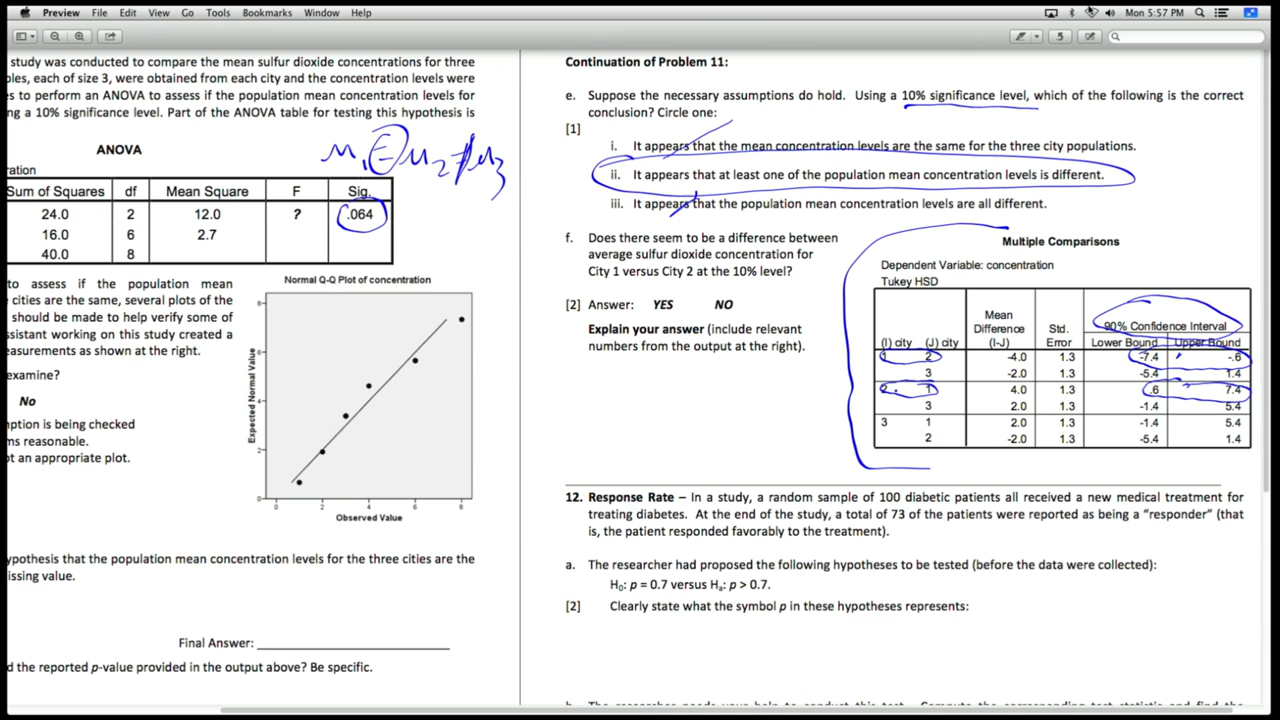 Preview File Edit View Go Tools Bookmarks Window Help Mon 5:57 PM
study was conducted to compare the mean sulfur dioxide concentrations for three
oles, each of size 3, were obtained from each city and the concentration levels were
es to perform an ANOVA to assess if the population mean concentration levels for
ng a 10% significance level. Part of the ANOVA table for testing this hypothesis is
μ₁=μ₂≠μ₃
ANOVA
ration
Sum of Squares df Mean Square F Sig.
24.0 2 12.0 ? .064
16.0 6 2.7
40.0 8
to assess if the population mean
cities are the same, several plots of the
should be made to help verify some of
sistant working on this study created a
easurements as shown at the right.
examine?
No
nption is being checked
ms reasonable.
ot an appropriate plot.
Normal Q-Q Plot of concentration
Expected Normal Value
8
6
4
2
0
0 2 4 6 8
Observed Value
ypothesis that the population mean concentration levels for the three cities are the
issing value.
Final Answer:
d the reported p-value provided in the output above? Be specific.
Continuation of Problem 11:
e. Suppose the necessary assumptions do hold. Using a 10% significance level, which of the following is the correct
conclusion? Circle one:
[1]
i. It appears that the mean concentration levels are the same for the three city populations.
ii. It appears that at least one of the population mean concentration levels is different.
iii. It appears that the population mean concentration levels are all different.
f. Does there seem to be a difference between
average sulfur dioxide concentration for
City 1 versus City 2 at the 10% level?
[2] Answer: YES NO
Explain your answer (include relevant
numbers from the output at the right).
Multiple Comparisons
Dependent Variable: concentration
Tukey HSD
(I) city (J) city Mean Difference (I-J) Std. Error 90% Confidence Interval
Lower Bound Upper Bound
1 2 -4.0 1.3 -7.4 -.6
3 -2.0 1.3 -5.4 1.4
2 1 4.0 1.3 .6 7.4
3 2.0 1.3 -1.4 5.4
3 1 2.0 1.3 -1.4 5.4
2 -2.0 1.3 -5.4 1.4
12. Response Rate – In a study, a random sample of 100 diabetic patients all received a new medical treatment for
treating diabetes. At the end of the study, a total of 73 of the patients were reported as being a “responder” (that
is, the patient responded favorably to the treatment).
a. The researcher had proposed the following hypotheses to be tested (before the data were collected):
H₀: p = 0.7 versus Hₐ: p > 0.7.
[2] Clearly state what the symbol p in these hypotheses represents: